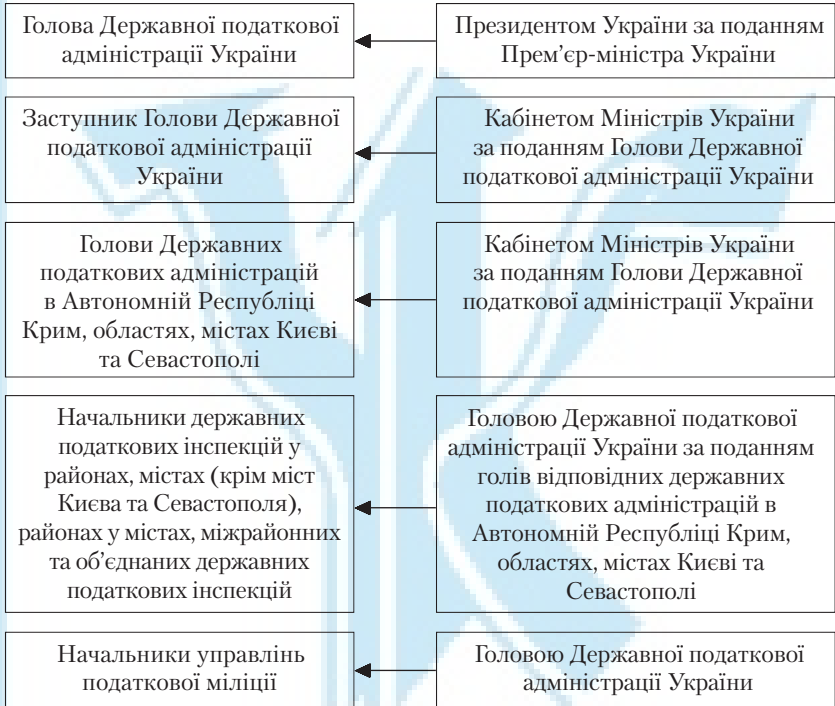 Голова Державної податкової
адміністрації України
Президентом України за поданням
Прем’єр-міністра України
Заступник Голови Державної
податкової адміністрації
України
Кабінетом Міністрів України
за поданням Голови Державної
податкової адміністрації України
Голови Державних
податкових адміністрацій
в Автономній Республіці
Крим, областях, містах Києві
та Севастополі
Кабінетом Міністрів України
за поданням Голови Державної
податкової адміністрації України
Начальники державних
податкових інспекцій у
районах, містах (крім міст
Києва та Севастополя),
районах у містах, міжрайонних
та об’єднаних державних
податкових інспекцій
Головою Державної податкової
адміністрації України за поданням
голів відповідних державних
податкових адміністрацій в
Автономній Республіці Крим,
областях, містах Києві та
Севастополі
Начальники управлінь
податкової міліції
Головою Державної податкової
адміністрації України